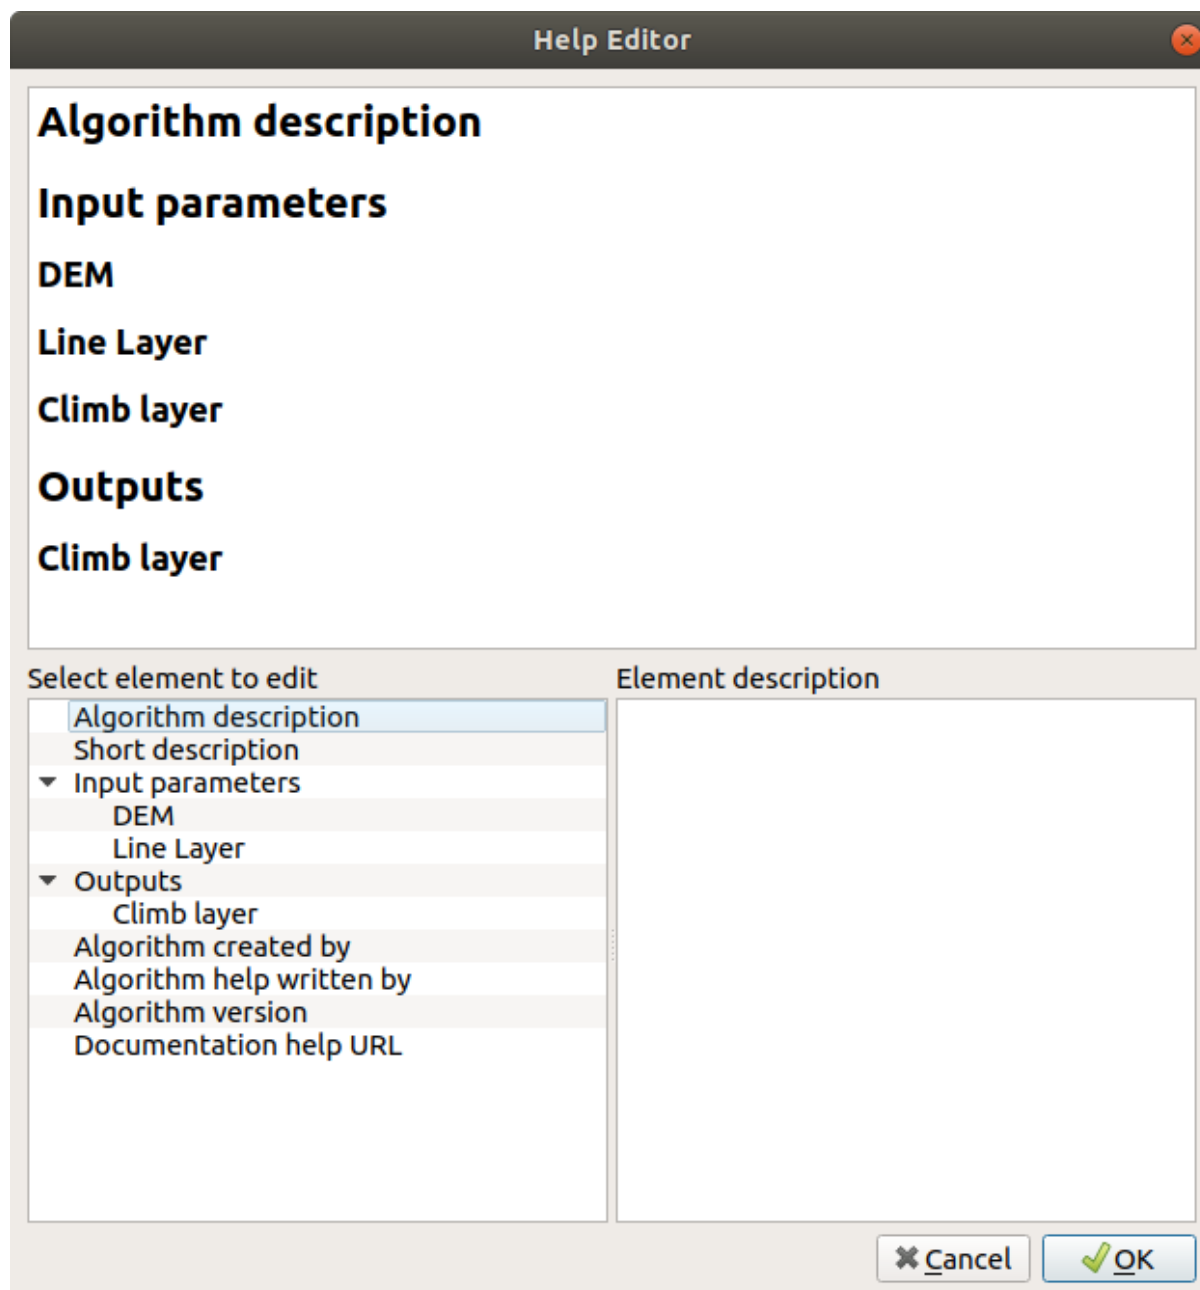 Help Editor
Algorithm description
Input parameters
DEM
Line Layer
Climb layer
Outputs
Climb layer
Select element to edit
Algorithm description
Short description
Input parameters
DEM
Line Layer
Outputs
Climb layer
Algorithm created by
Algorithm help written by
Algorithm version
Documentation help URL
Element description
Cancel
OK